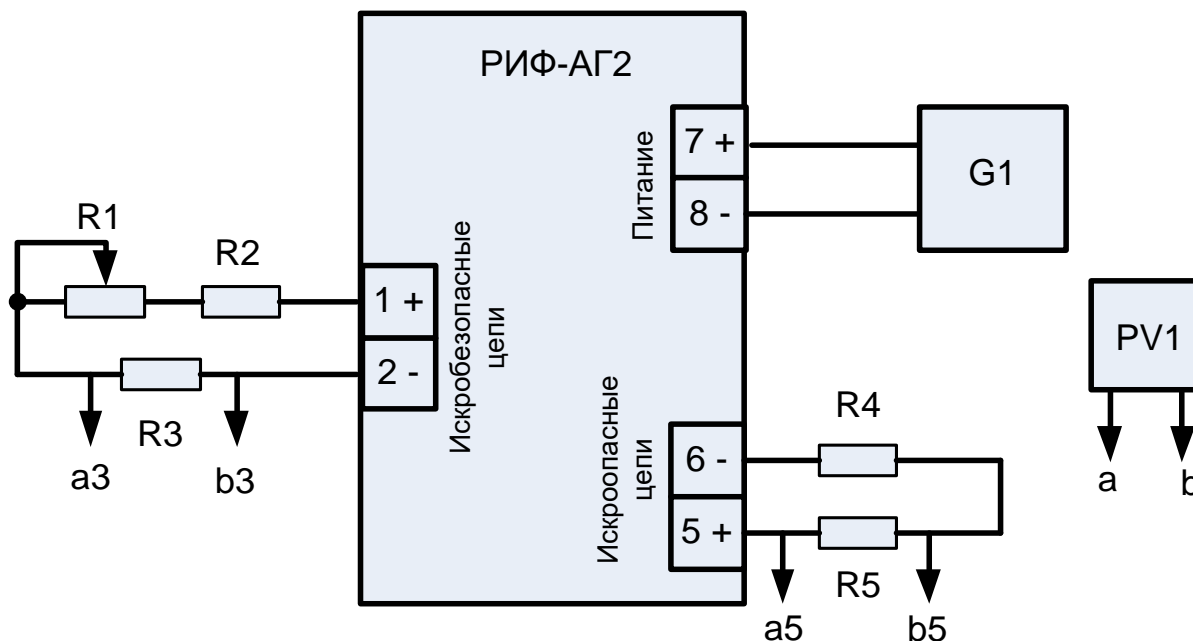 РИФ-АГ2
Питание
7 +
8 -
G1
R1
R2
1 +
2 -
Искробезопасные
цепи
R3
a3
b3
PV1
a
b
Искроопасные
цепи
6 -
5 +
R4
R5
a5
b5